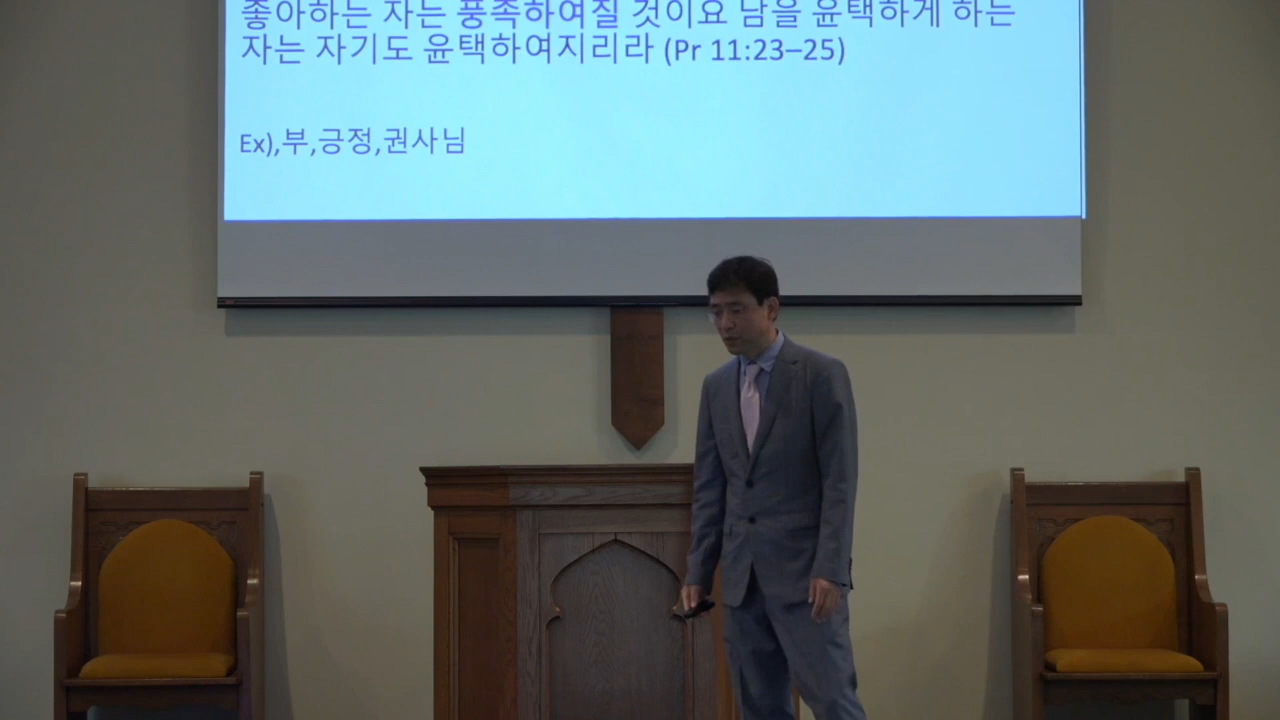 좋아하는 자는 풍족하여질 것이요 남을 윤택하게 하는
자는 자기도 윤택하여지리라 (Pr 11:23–25)
Ex),부,긍정,권사님